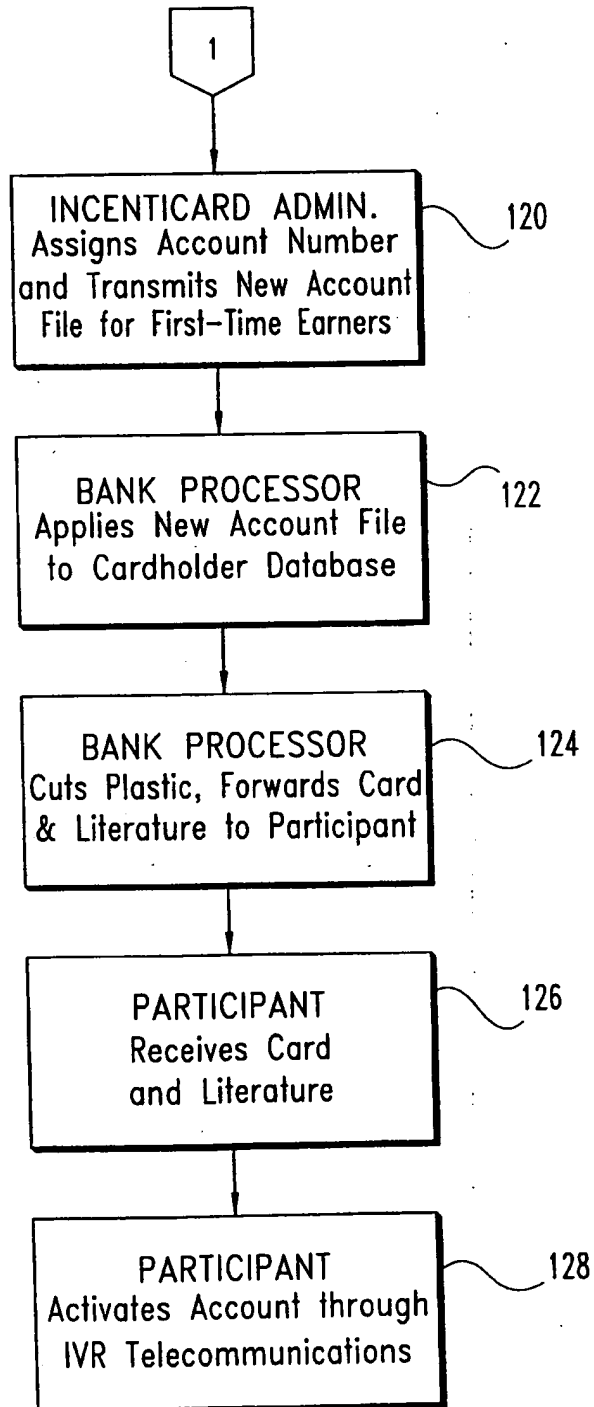 1
INCENTICARD ADMIN.
Assigns Account Number
and Transmits New Account
File for First-Time Earners
120
BANK PROCESSOR
Applies New Account File
to Cardholder Database
122
BANK PROCESSOR
Cuts Plastic, Forwards Card
& Literature to Participant
124
PARTICIPANT
Receives Card
and Literature
126
PARTICIPANT
Activates Account through
IVR Telecommunications
128